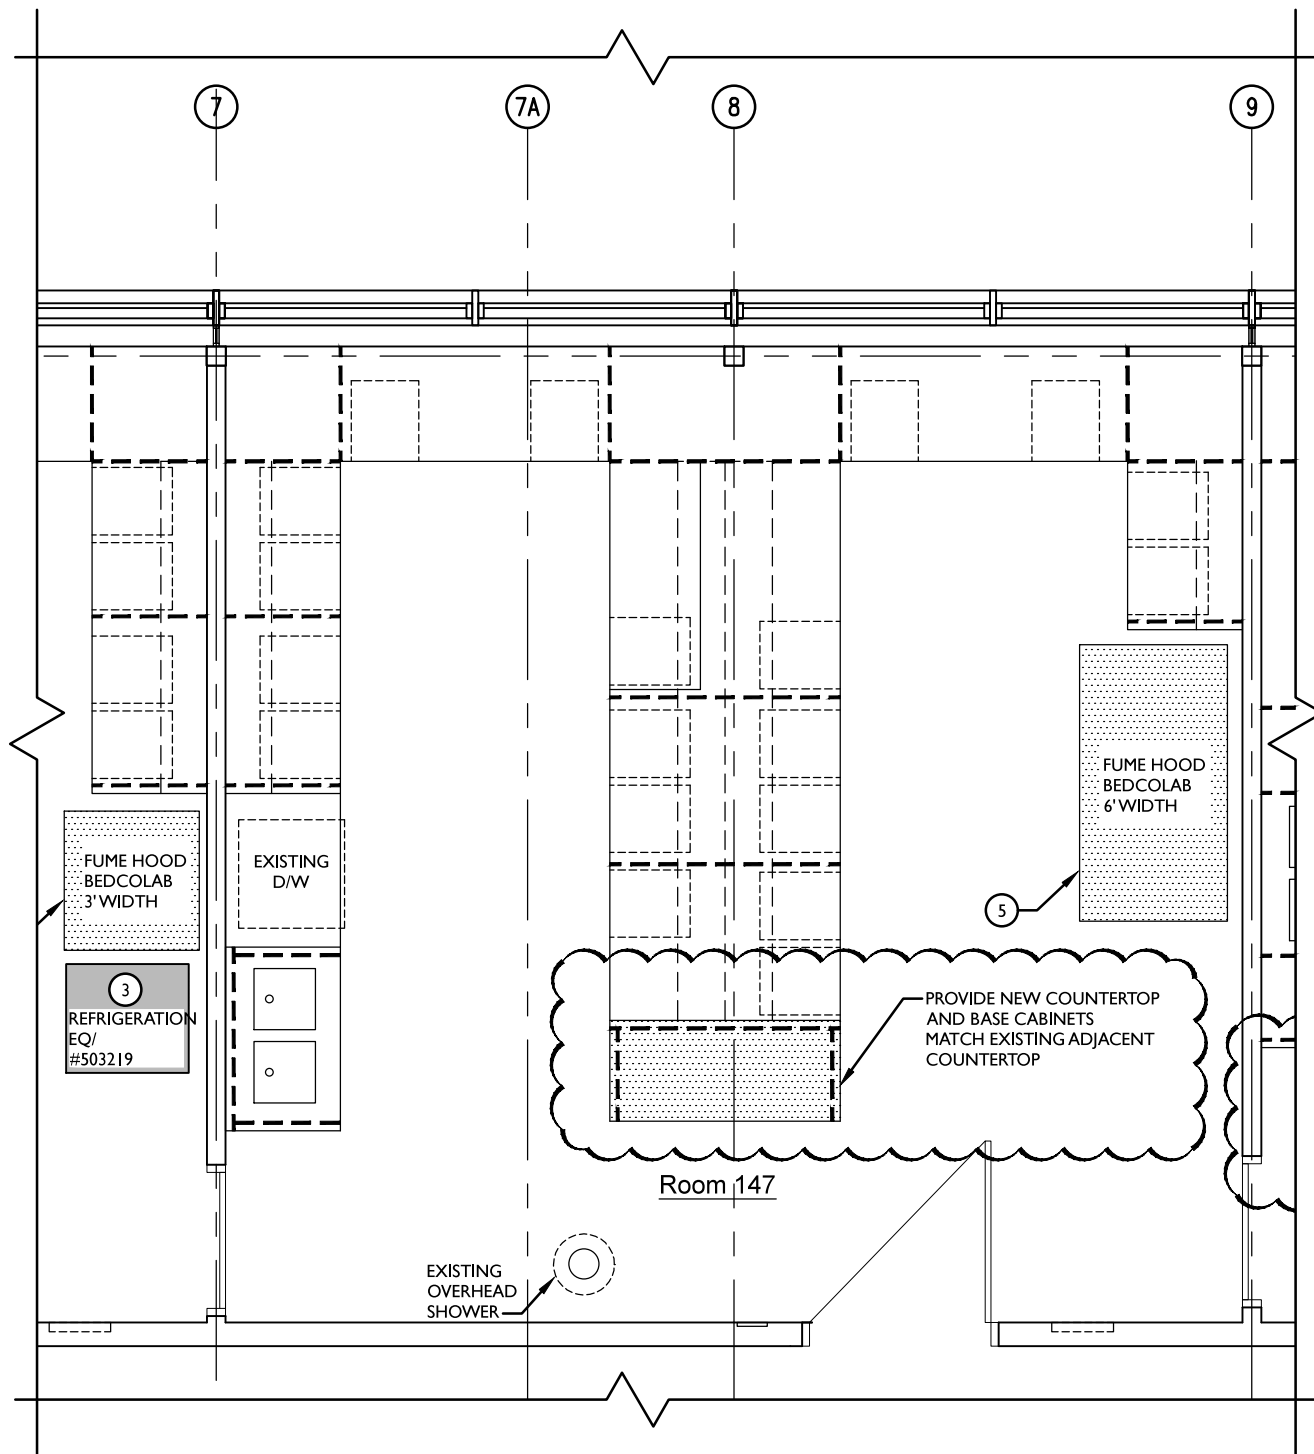 7
7A
8
9
FUME HOOD
BEDCOLAB
6' WIDTH
FUME HOOD
BEDCOLAB
3' WIDTH
EXISTING
D/W
5
3
REFRIGERATION
EQ/
#503219
PROVIDE NEW COUNTERTOP
AND BASE CABINETS
MATCH EXISTING ADJACENT
COUNTERTOP
Room 147
EXISTING
OVERHEAD
SHOWER